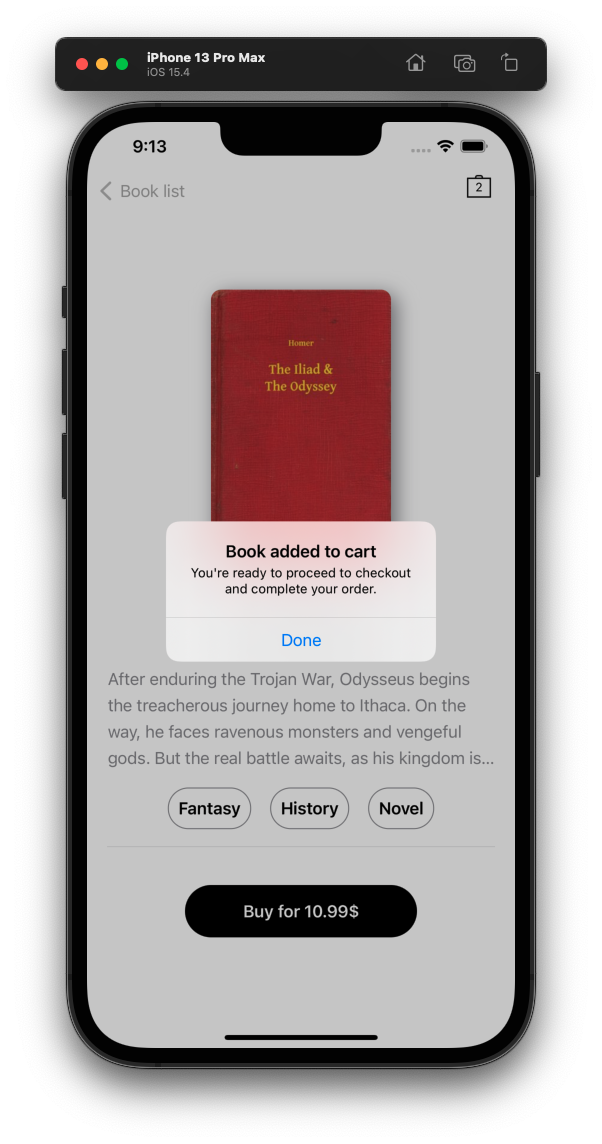 iPhone 13 Pro Max
iOS 15.4
9:13
Book list
2
Homer
The Iliad &
The Odyssey
Book added to cart
You're ready to proceed to checkout
and complete your order.
Done
After enduring the Trojan War, Odysseus begins
the treacherous journey home to Ithaca. On the
way, he faces ravenous monsters and vengeful
gods. But the real battle awaits, as his kingdom is...
Fantasy
History
Novel
Buy for 10.99$